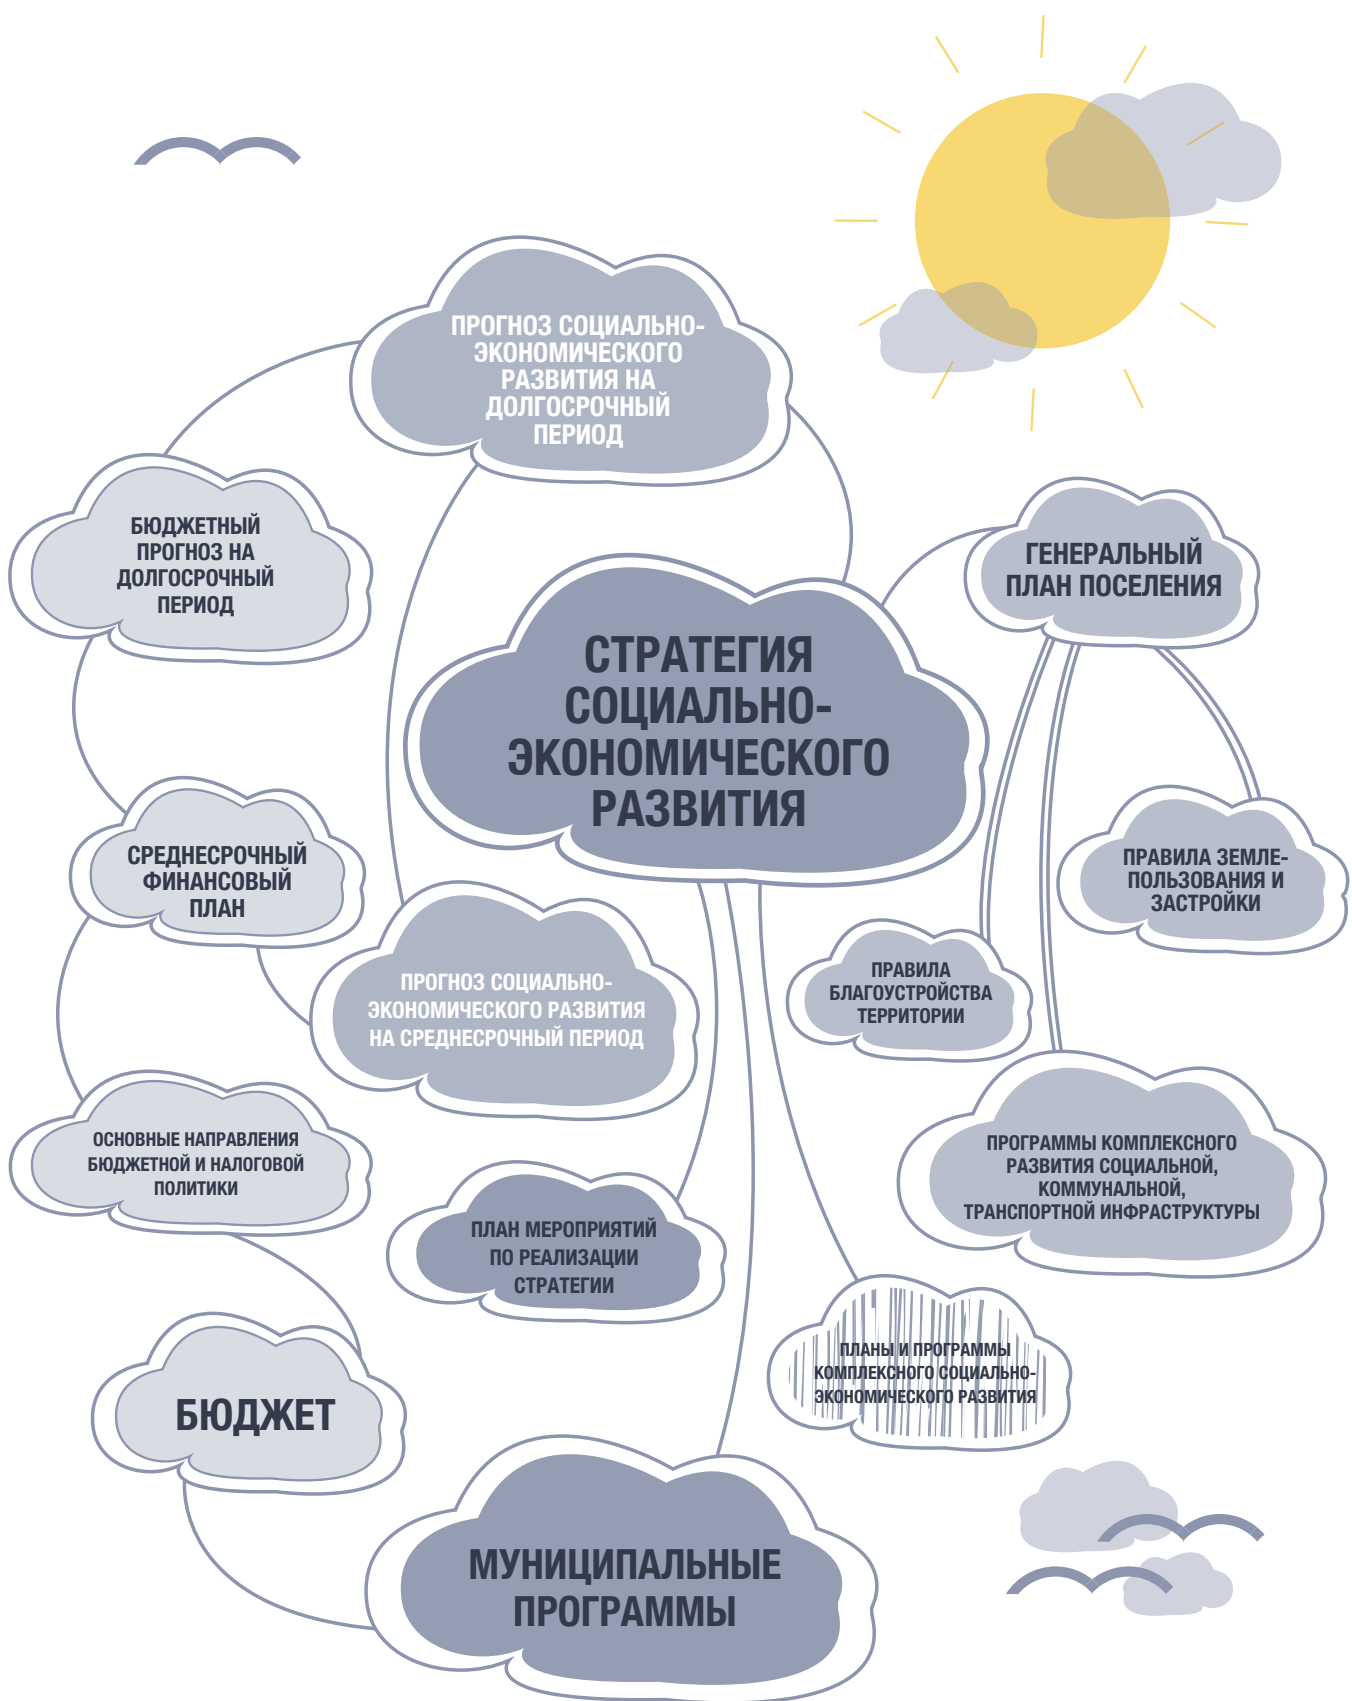 ПРОГНОЗ СОЦИАЛЬНО-
ЭКОНОМИЧЕСКОГО
РАЗВИТИЯ НА
ДОЛГОСРОЧНЫЙ
ПЕРИОД
БЮДЖЕТНЫЙ
ПРОГНОЗ НА
ДОЛГОСРОЧНЫЙ
ПЕРИОД
ГЕНЕРАЛЬНЫЙ
ПЛАН ПОСЕЛЕНИЯ
СТРАТЕГИЯ
СОЦИАЛЬНО-
ЭКОНОМИЧЕСКОГО
РАЗВИТИЯ
СРЕДНЕСРОЧНЫЙ
ФИНАНСОВЫЙ
ПЛАН
ПРАВИЛА ЗЕМЛЕ-
ПОЛЬЗОВАНИЯ И
ЗАСТРОЙКИ
ПРОГНОЗ СОЦИАЛЬНО-
ЭКОНОМИЧЕСКОГО РАЗВИТИЯ
НА СРЕДНЕСРОЧНЫЙ ПЕРИОД
ПРАВИЛА
БЛАГОУСТРОЙСТВА
ТЕРРИТОРИИ
ОСНОВНЫЕ НАПРАВЛЕНИЯ
БЮДЖЕТНОЙ И НАЛОГОВОЙ
ПОЛИТИКИ
ПРОГРАММЫ КОМПЛЕКСНОГО
РАЗВИТИЯ СОЦИАЛЬНОЙ,
КОММУНАЛЬНОЙ,
ТРАНСПОРТНОЙ ИНФРАСТРУКТУРЫ
ПЛАН МЕРОПРИЯТИЙ
ПО РЕАЛИЗАЦИИ
СТРАТЕГИИ
ПЛАНЫ И ПРОГРАММЫ
КОМПЛЕКСНОГО СОЦИАЛЬНО-
ЭКОНОМИЧЕСКОГО РАЗВИТИЯ
БЮДЖЕТ
МУНИЦИПАЛЬНЫЕ
ПРОГРАММЫ